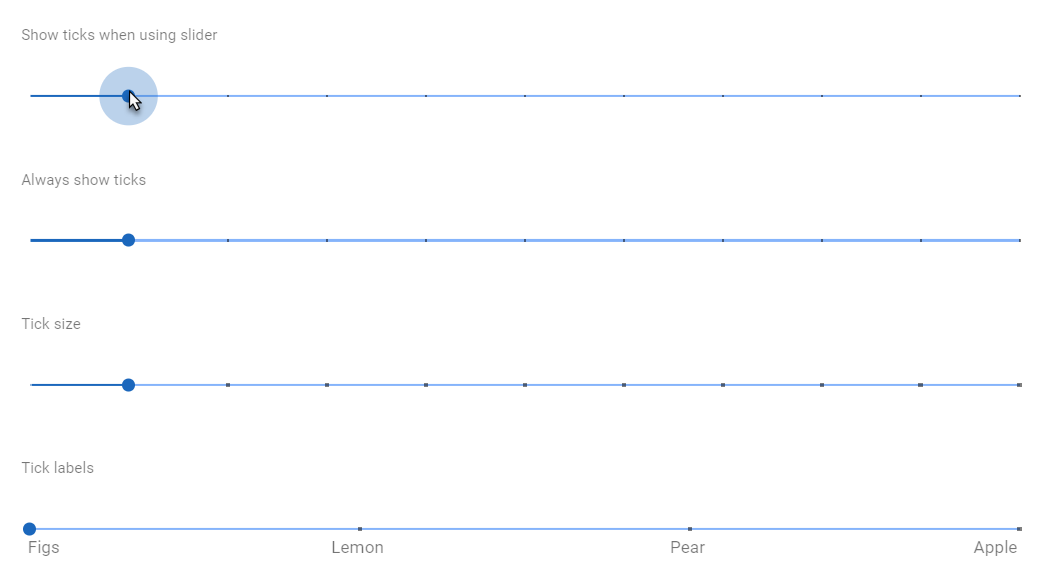 Show ticks when using slider
Always show ticks
Tick size
Tick labels
Figs Lemon Pear Apple